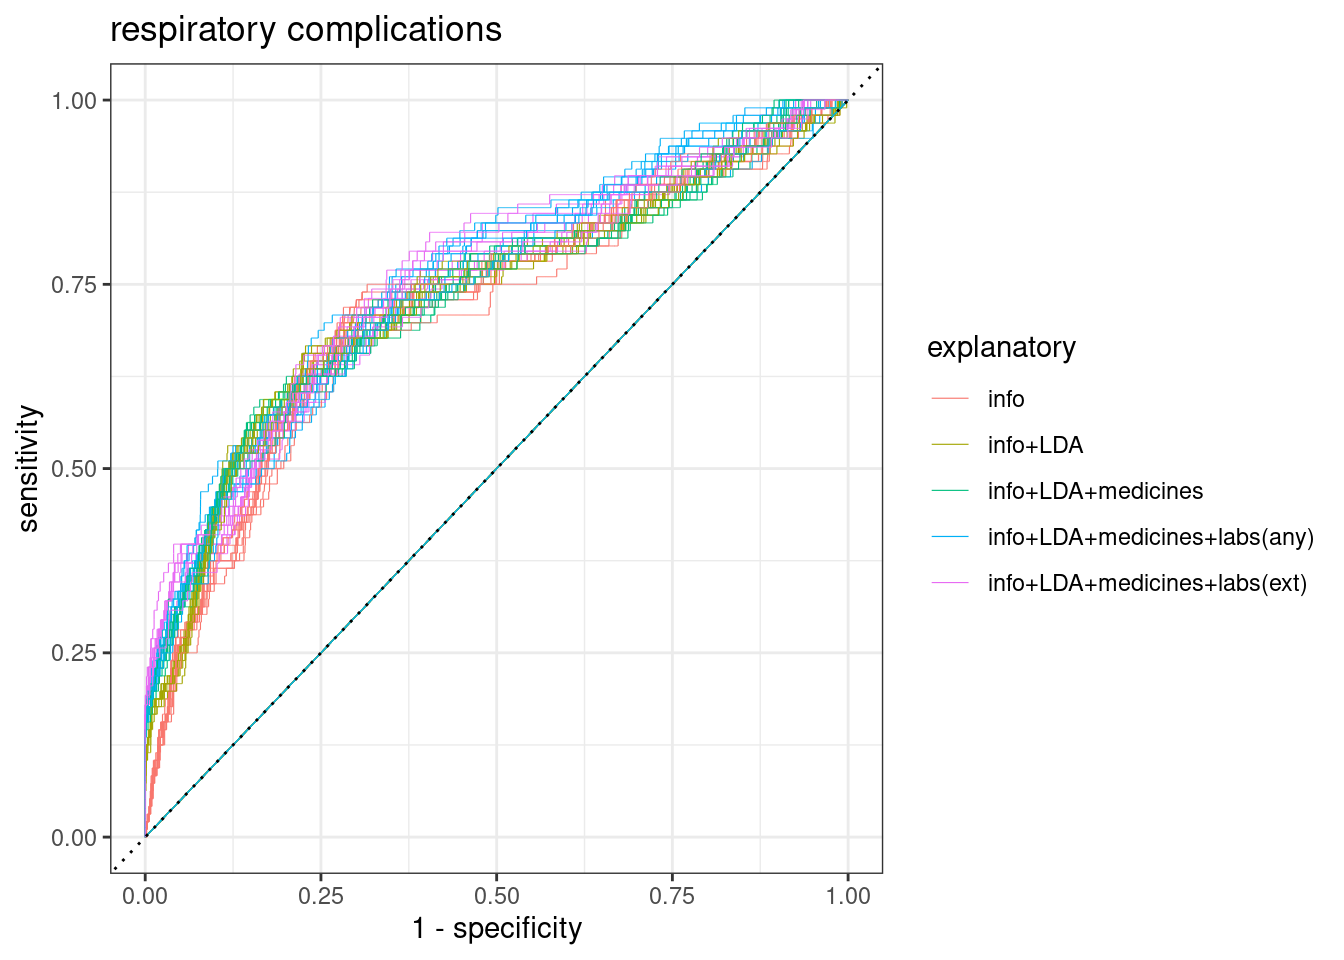 respiratory complications
1.00
0.75
0.50
0.25
0.00
sensitivity
0.00 0.25 0.50 0.75 1.00
1 - specificity
explanatory
info
info+LDA
info+LDA+medicines
info+LDA+medicines+labs(any)
info+LDA+medicines+labs(ext)